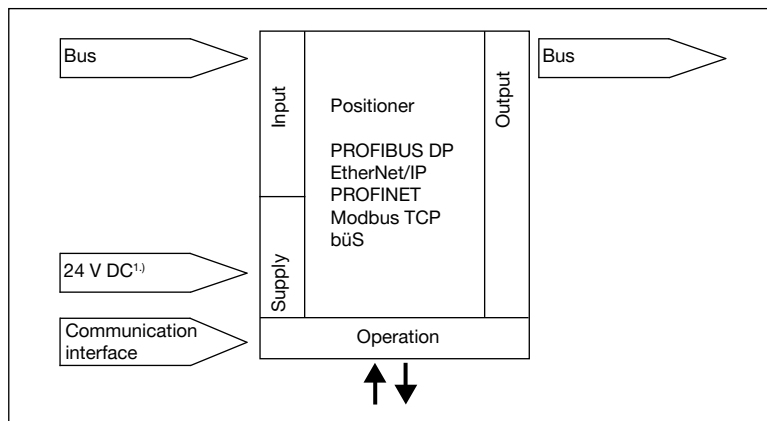 Bus
Input
Positioner
PROFIBUS DP
EtherNet/IP
PROFINET
Modbus TCP
büS
Output
Bus
24 V DC1.)
Supply
Communication
interface
Operation